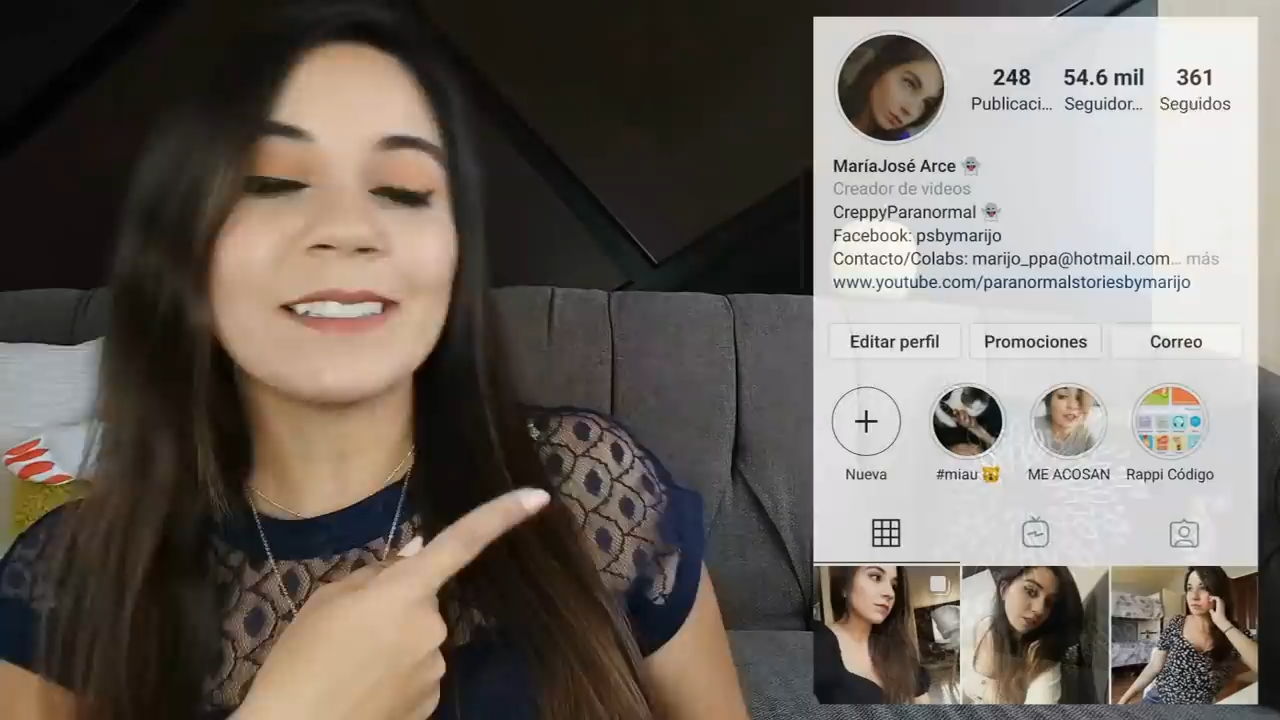 248 54.6 mil 361
Publicaci... Seguidor... Seguidos
MaríaJosé Arce 👻
Creador de videos
CreppyParanormal 👻
Facebook: psbymarijo
Contacto/Colabs: marijo_ppa@hotmail.com... más
www.youtube.com/paranormalstoriesbymarijo
Editar perfil Promociones Correo
Nueva #miau 🐱 ME ACOSAN Rappi Código